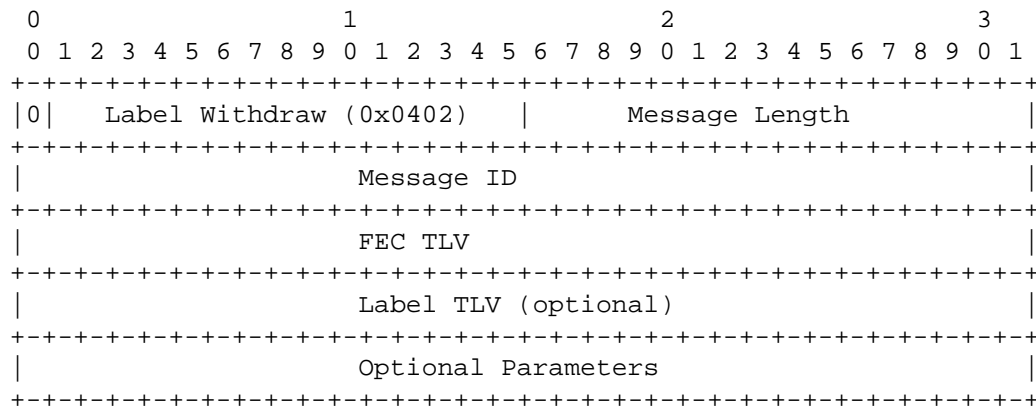 0                   1                   2                   3
 0 1 2 3 4 5 6 7 8 9 0 1 2 3 4 5 6 7 8 9 0 1 2 3 4 5 6 7 8 9 0 1
+-+-+-+-+-+-+-+-+-+-+-+-+-+-+-+-+-+-+-+-+-+-+-+-+-+-+-+-+-+-+-+-+
|0|   Label Withdraw (0x0402)   |      Message Length           |
+-+-+-+-+-+-+-+-+-+-+-+-+-+-+-+-+-+-+-+-+-+-+-+-+-+-+-+-+-+-+-+-+
|                     Message ID                                |
+-+-+-+-+-+-+-+-+-+-+-+-+-+-+-+-+-+-+-+-+-+-+-+-+-+-+-+-+-+-+-+-+
|                     FEC TLV                                   |
+-+-+-+-+-+-+-+-+-+-+-+-+-+-+-+-+-+-+-+-+-+-+-+-+-+-+-+-+-+-+-+-+
|                     Label TLV (optional)                      |
+-+-+-+-+-+-+-+-+-+-+-+-+-+-+-+-+-+-+-+-+-+-+-+-+-+-+-+-+-+-+-+-+
|                     Optional Parameters                       |
+-+-+-+-+-+-+-+-+-+-+-+-+-+-+-+-+-+-+-+-+-+-+-+-+-+-+-+-+-+-+-+-+